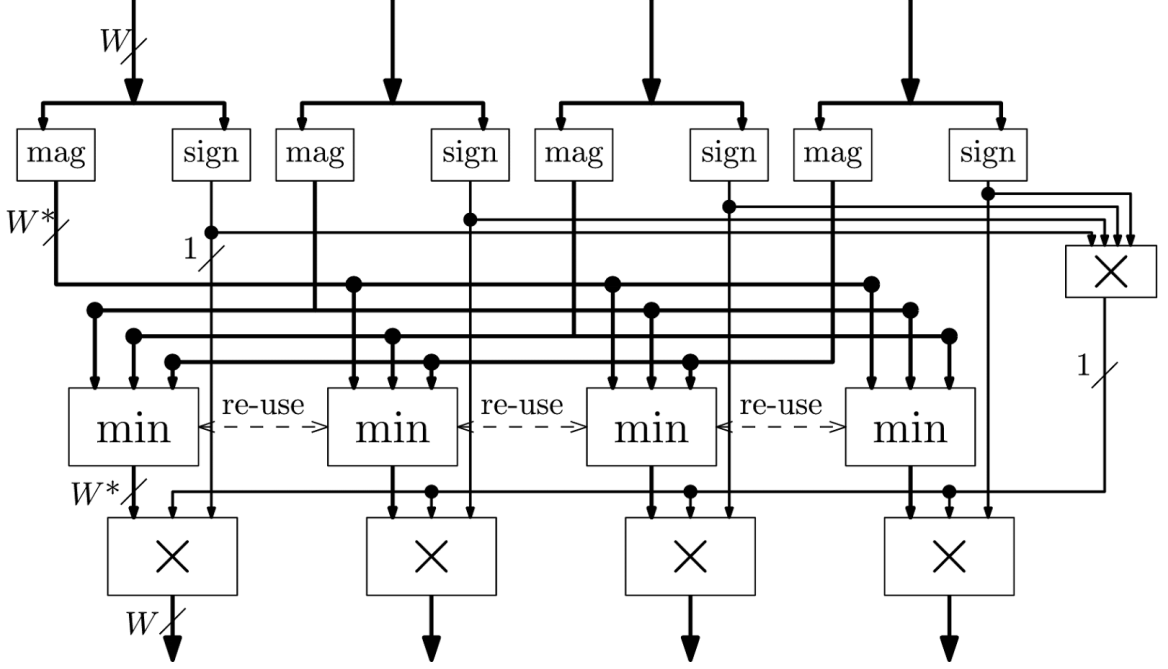 W
mag sign mag sign mag sign mag sign
W*
1
×
1
re-use re-use re-use
min min min min
W*
× × × ×
W